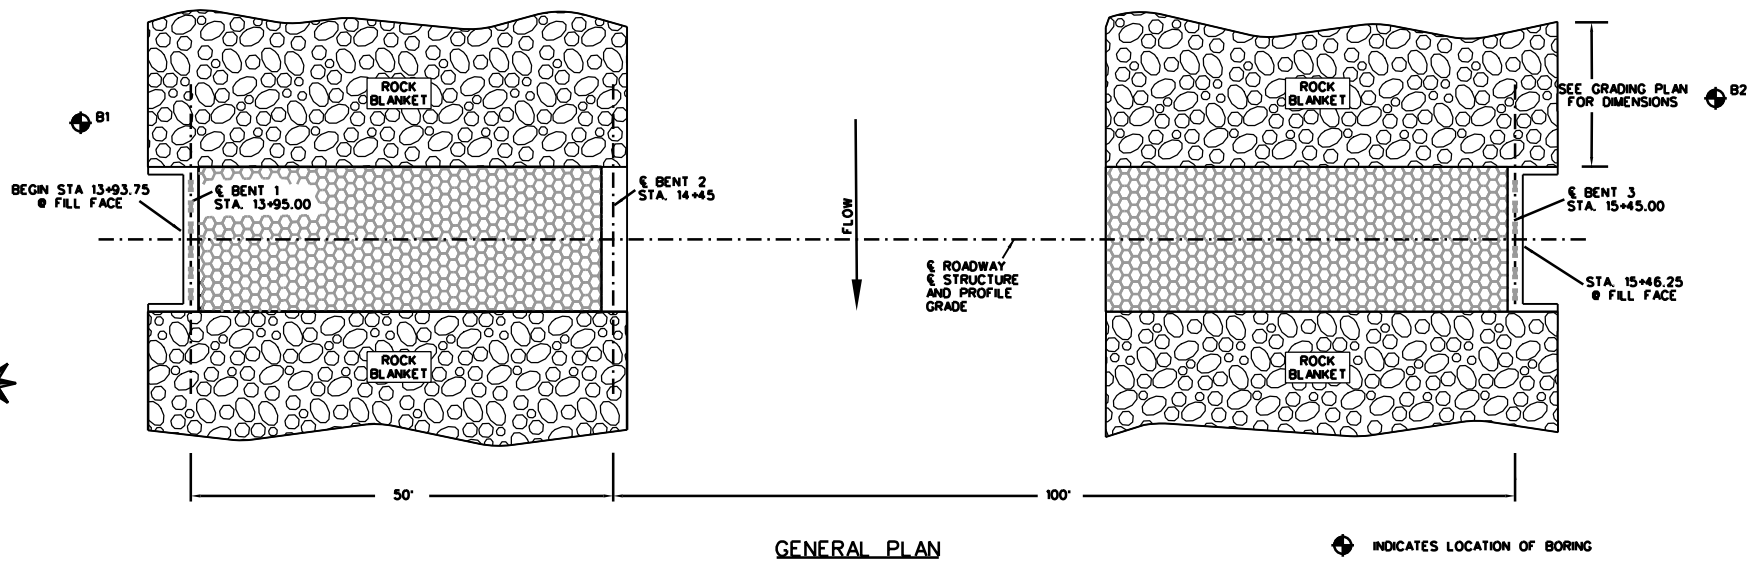 ROCK
BLANKET
ROCK
BLANKET
SEE GRADING PLAN
FOR DIMENSIONS
B1
B2
BEGIN STA 13+93.75
@ FILL FACE
℄ BENT 1
STA. 13+95.00
℄ BENT 2
STA. 14+45
FLOW
℄ BENT 3
STA. 15+45.00
℄ ROADWAY
℄ STRUCTURE
AND PROFILE
GRADE
STA. 15+46.25
@ FILL FACE
ROCK
BLANKET
ROCK
BLANKET
50'
100'
GENERAL PLAN
INDICATES LOCATION OF BORING